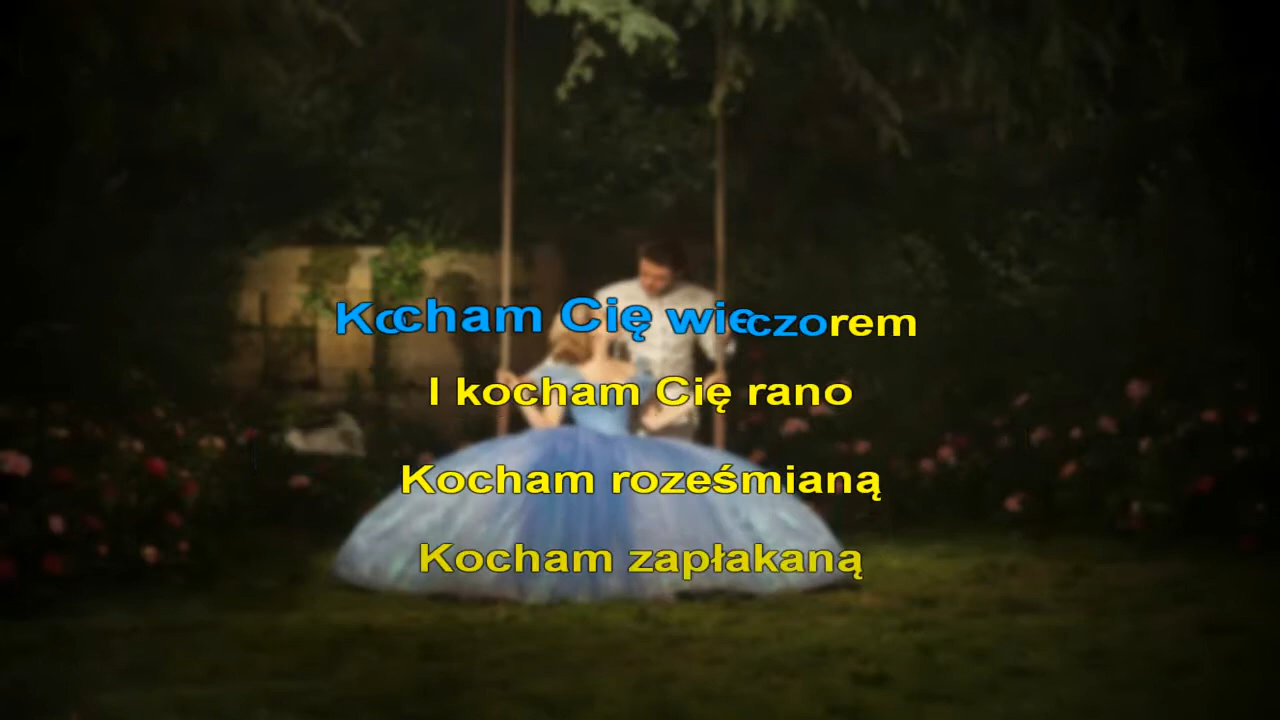 Kocham Cię wieczorem
I kocham Cię rano
Kocham roześmianą
Kocham zapłakaną